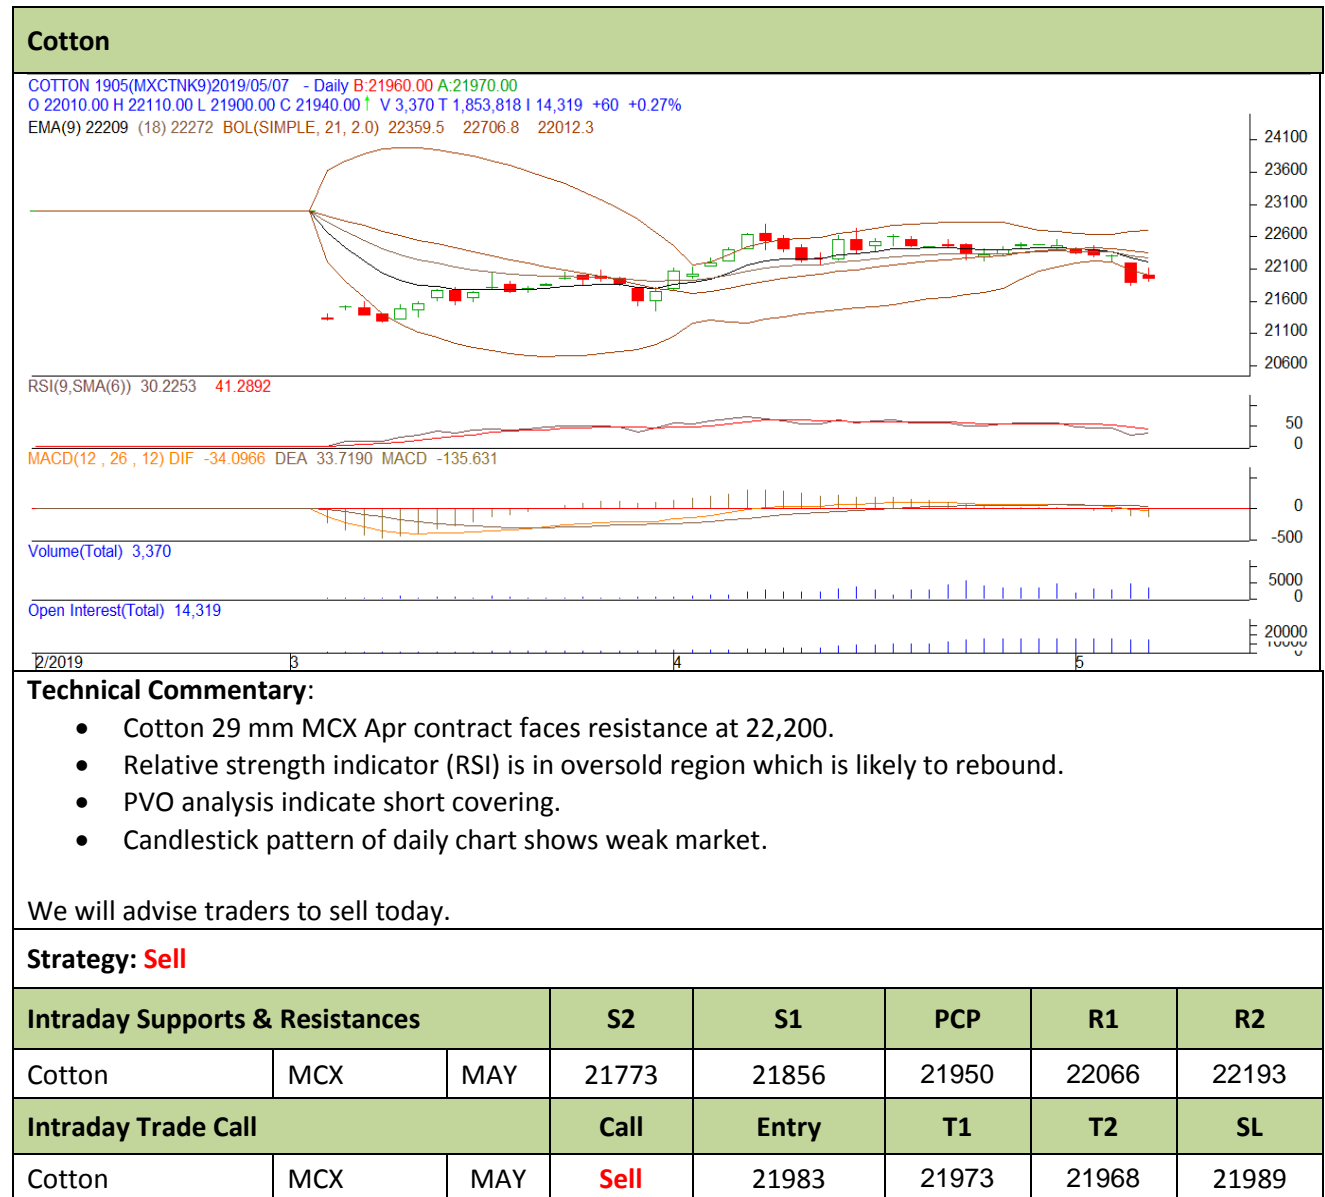 Cotton
COTTON 1905(MXCTNK9)2019/05/07 - Daily B:21960.00 A:21970.00
O 22010.00 H 22110.00 L 21900.00 C 21940.00↑ V 3,370 T 1,853,818 I 14,319 +60 +0.27%
EMA(9) 22209 (18) 22272 BOL(SIMPLE, 21, 2.0) 22359.5 22706.8 22012.3
24100
23600
23100
22600
22100
21600
21100
20600
RSI(9,SMA(6)) 30.2253 41.2892
50
0
MACD(12 , 26 , 12) DIF -34.0966 DEA 33.7190 MACD -135.631
0
-500
Volume(Total) 3,370
5000
0
Open Interest(Total) 14,319
20000
10000
0
2/2019 3 4 5
Technical Commentary:
• Cotton 29 mm MCX Apr contract faces resistance at 22,200.
• Relative strength indicator (RSI) is in oversold region which is likely to rebound.
• PVO analysis indicate short covering.
• Candlestick pattern of daily chart shows weak market.
We will advise traders to sell today.
Strategy: Sell
Intraday Supports & Resistances S2 S1 PCP R1 R2
Cotton MCX MAY 21773 21856 21950 22066 22193
Intraday Trade Call Call Entry T1 T2 SL
Cotton MCX MAY Sell 21983 21973 21968 21989